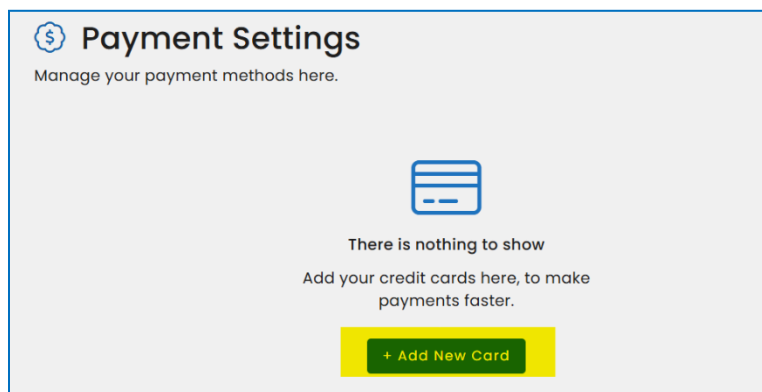 Payment Settings
Manage your payment methods here.
There is nothing to show
Add your credit cards here, to make
payments faster.
+ Add New Card